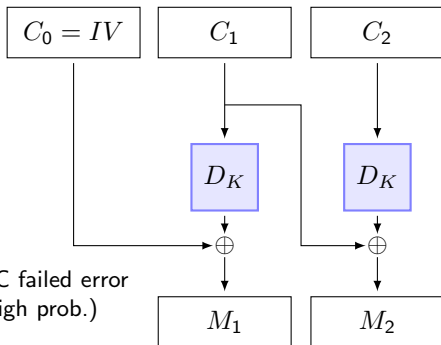 C₀ = IV
C₁
C₂
D_K
D_K
⊕
⊕
C failed error
igh prob.)
M₁
M₂